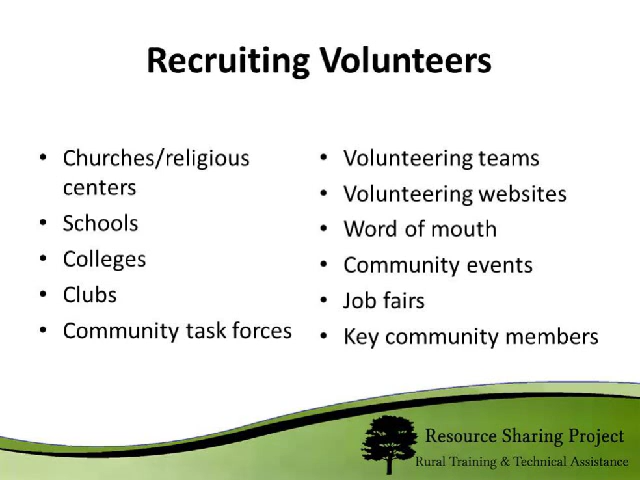 Recruiting Volunteers
• Churches/religious
centers
• Schools
• Colleges
• Clubs
• Community task forces
• Volunteering teams
• Volunteering websites
• Word of mouth
• Community events
• Job fairs
• Key community members
Resource Sharing Project
Rural Training & Technical Assistance